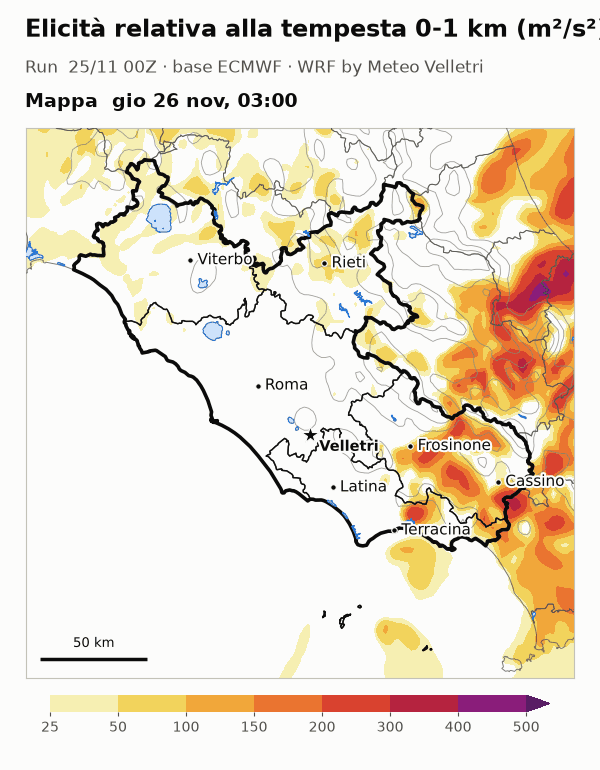 Elicità relativa alla tempesta 0-1 km (m²/s²)
Run 25/11 00Z · base ECMWF · WRF by Meteo Velletri
Mappa gio 26 nov, 03:00
Viterbo
Rieti
Roma
Velletri
Frosinone
Latina
Cassino
Terracina
50 km
25 50 100 150 200 300 400 500